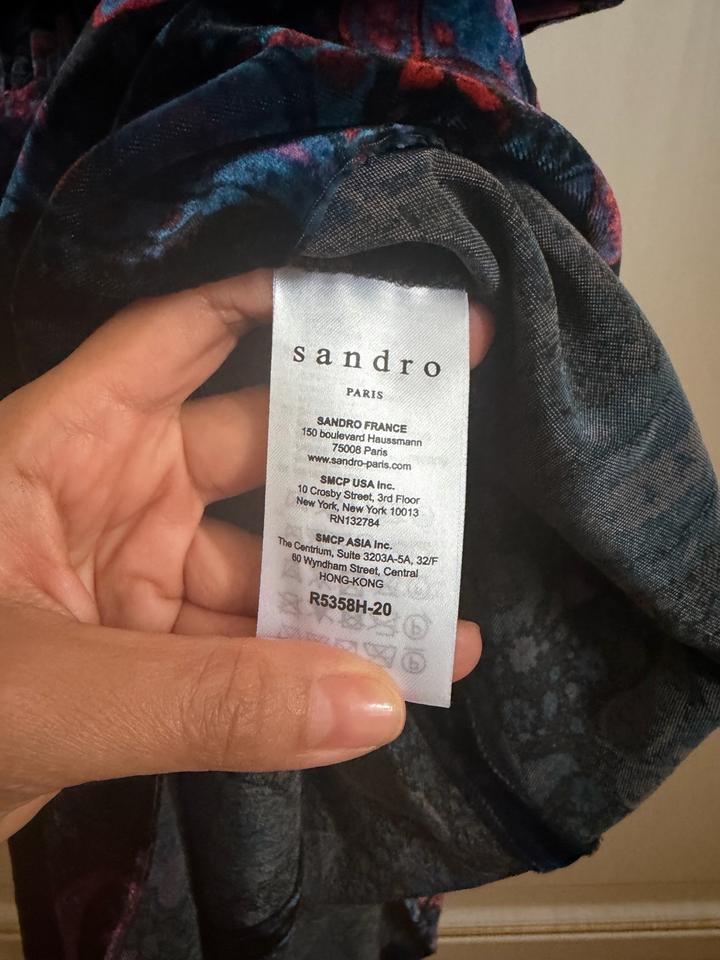 sandro
PARIS
SANDRO FRANCE
150 boulevard Haussmann
75008 Paris
www.sandro-paris.com
SMCP USA Inc.
10 Crosby Street, 3rd Floor
New York, New York 10013
RN132784
SMCP ASIA Inc.
The Centrium, Suite 3203A-5A, 32/F
60 Wyndham Street, Central
HONG-KONG
R5358H-20